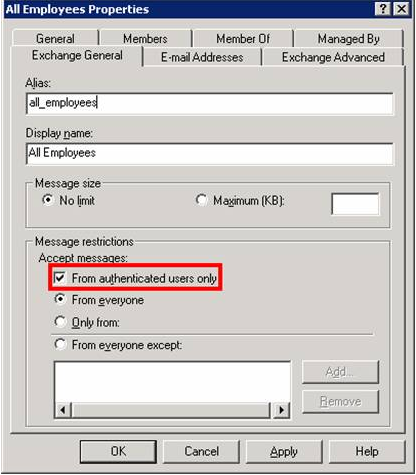 All Employees Properties
General Members Member Of Managed By
Exchange General E-mail Addresses Exchange Advanced
Alias:
all_employees
Display name:
All Employees
Message size
No limit Maximum (KB):
Message restrictions
Accept messages:
From authenticated users only
From everyone
Only from:
From everyone except:
Add...
Remove
OK Cancel Apply Help